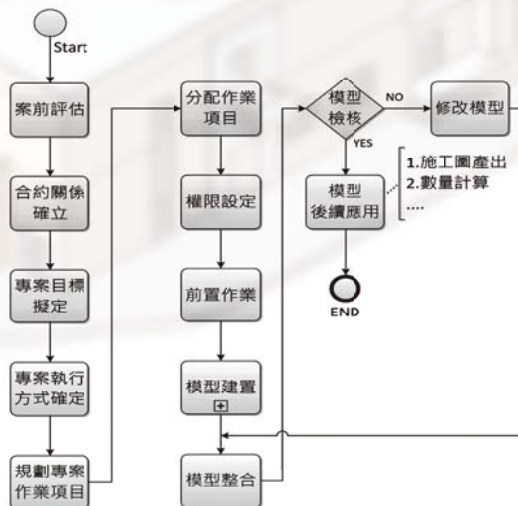 Start
案前評估
合約關係
確立
專案目標
擬定
專案執行
方式確定
規劃專案
作業項目
分配作業
項目
權限設定
前置作業
模型建置
模型整合
模型
檢核
NO
YES
修改模型
模型
後續應用
1.施工圖產出
2.數量計算
....
END